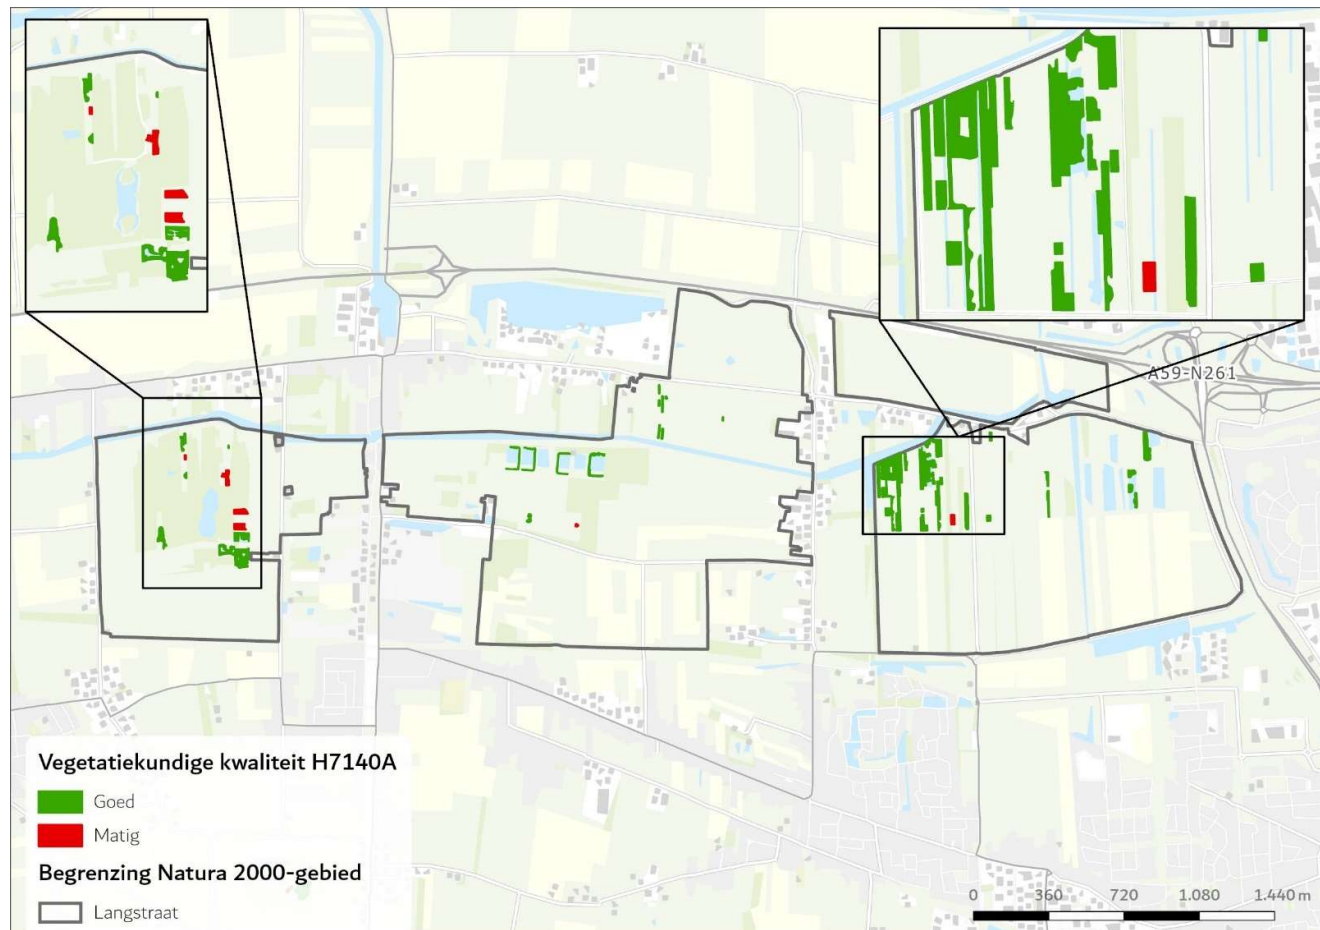 A59-N261
Vegetatiekundige kwaliteit H7140A
Goed
Matig
Begrenzing Natura 2000-gebied
Langstraat
0 360 720 1.080 1.440 m